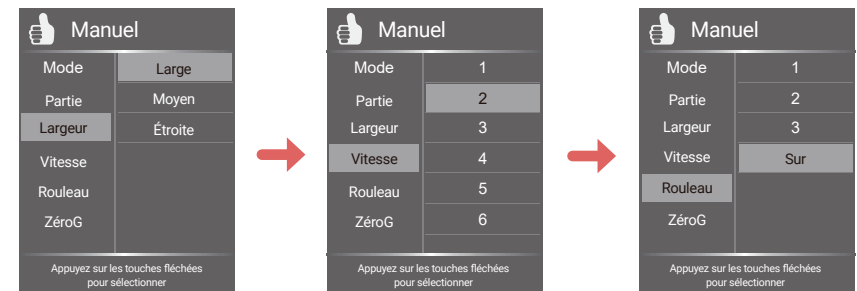 Manuel
Mode
Large
Partie
Moyen
Largeur
Étroite
Vitesse
Rouleau
ZéroG
Appuyez sur les touches fléchées
pour sélectionner
Manuel
Mode
1
Partie
2
Largeur
3
Vitesse
4
Rouleau
5
ZéroG
6
Appuyez sur les touches fléchées
pour sélectionner
Manuel
Mode
1
Partie
2
Largeur
3
Vitesse
Sur
Rouleau
ZéroG
Appuyez sur les touches fléchées
pour sélectionner